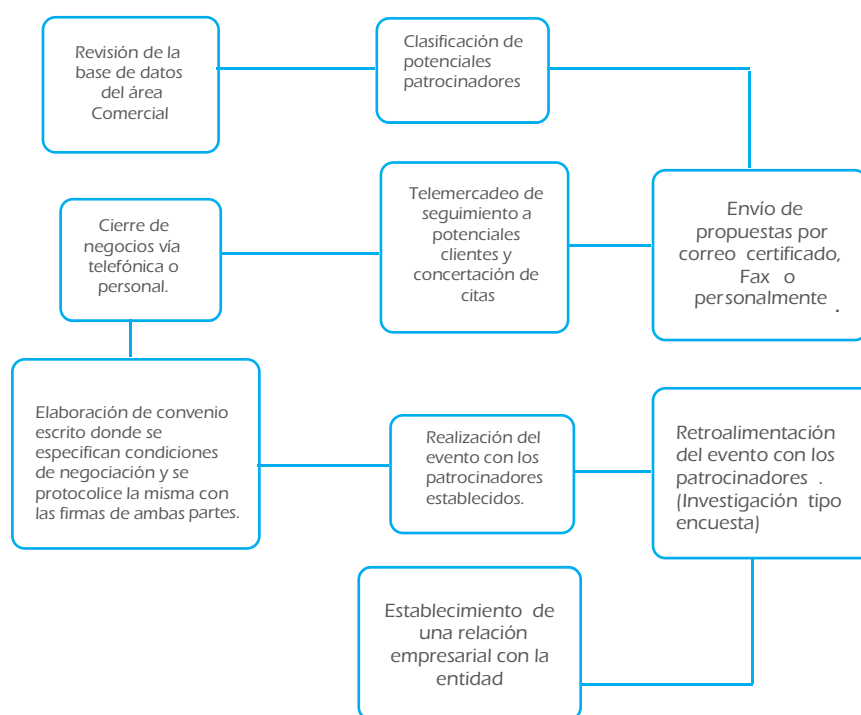 Revisión de la
base de datos
del área
Comercial
Clasificación de
potenciales
patrocinadores
Envío de
propuestas por
correo certificado,
Fax o
personalmente .
Telemercadeo de
seguimiento a
potenciales
clientes y
concertación de
citas
Cierre de
negocios vía
telefónica o
personal.
Elaboración de convenio
escrito donde se
especifican condiciones
de negociación y se
protocolice la misma con
las firmas de ambas partes.
Realización del
evento con los
patrocinadores
establecidos.
Retroalimentación
del evento con los
patrocinadores .
(Investigación tipo
encuesta)
Establecimiento de
una relación
empresarial con la
entidad